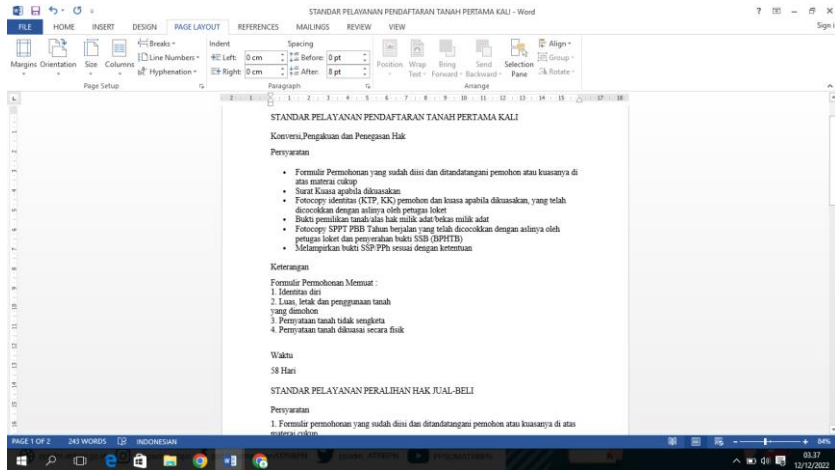 STANDAR PELAYANAN PENDAFTARAN TANAH PERTAMA KALI - Word
Sign i
FILE HOME INSERT DESIGN PAGE LAYOUT REFERENCES MAILINGS REVIEW VIEW
Margins Orientation Size Columns
Breaks
Line Numbers
Hyphenation
Page Setup
Indent Spacing
Left: 0 cm Before: 0 pt
Right: 0 cm After: 8 pt
Paragraph
Position Wrap Text Bring Forward Send Backward Selection Pane
Align
Group
Rotate
Arrange
STANDAR PELAYANAN PENDAFTARAN TANAH PERTAMA KALI
Konversi,Pengakuan dan Penegasan Hak
Persyaratan
• Formulir Permohonan yang sudah diisi dan ditandatangani pemohon atau kuasanya di
atas materai cukup
• Surat Kuasa apabila dikuasakan
• Fotocopy identitas (KTP, KK) pemohon dan kuasa apabila dikuasakan, yang telah
dicocokkan dengan aslinya oleh petugas loket
• Bukti pemilikan tanah/alas hak milik adat/bekas milik adat
• Fotocopy SPPT PBB Tahun berjalan yang telah dicocokkan dengan aslinya oleh
petugas loket dan penyerahan bukti SSB (BPHTB)
• Melampirkan bukti SSP/PPh sesuai dengan ketentuan
Keterangan
Formulir Permohonan Memuat :
1. Identitas diri
2. Luas, letak dan penggunaan tanah
yang dimohon
3. Pernyataan tanah tidak sengketa
4. Pernyataan tanah dikuasai secara fisik
Waktu
58 Hari
STANDAR PELAYANAN PERALIHAN HAK JUAL-BELI
Persyaratan
1. Formulir permohonan yang sudah diisi dan ditandatangani pemohon atau kuasanya di atas
materai cukup
PAGE 1 OF 2 243 WORDS INDONESIAN 84%
03.37
12/12/2022